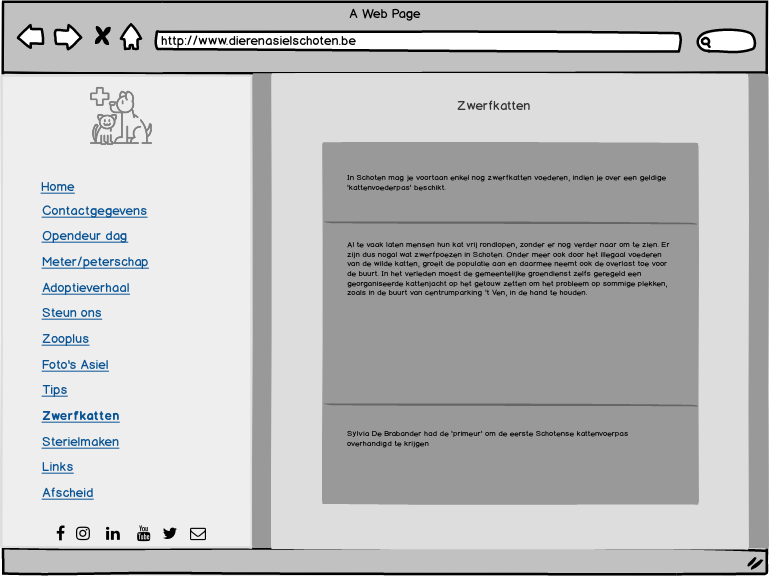 A Web Page
http://www.dierenasielschoten.be
Home
Contactgegevens
Opendeur dag
Meter/peterschap
Adoptieverhaal
Steun ons
Zooplus
Foto's Asiel
Tips
Zwerfkatten
Sterielmaken
Links
Afscheid
You
Tube
Zwerfkatten
In Schoten mag je voortaan enkel nog zwerfkatten voederen, indien je over een geldige
'kattenvoederpas' beschikt.
Al te vaak laten mensen hun kat vrij rondlopen, zonder er nog verder naar om te zien. Er
zijn dus nogal wat zwerfpoezen in Schoten. Onder meer ook door het illegaal voederen
van de wilde katten, groeit de populatie aan en daarmee neemt ook de overlast toe voor
de buurt. In het verleden moest de gemeentelijke groendienst zelfs geregeld een
georganiseerde kattenjacht op het getouw zetten om het probleem op sommige plekken,
zoals in de buurt van centrumparking 't Ven, in de hand te houden.
Sylvia De Brabander had de 'primeur' om de eerste Schotense kattenvoerpas
overhandigd te krijgen